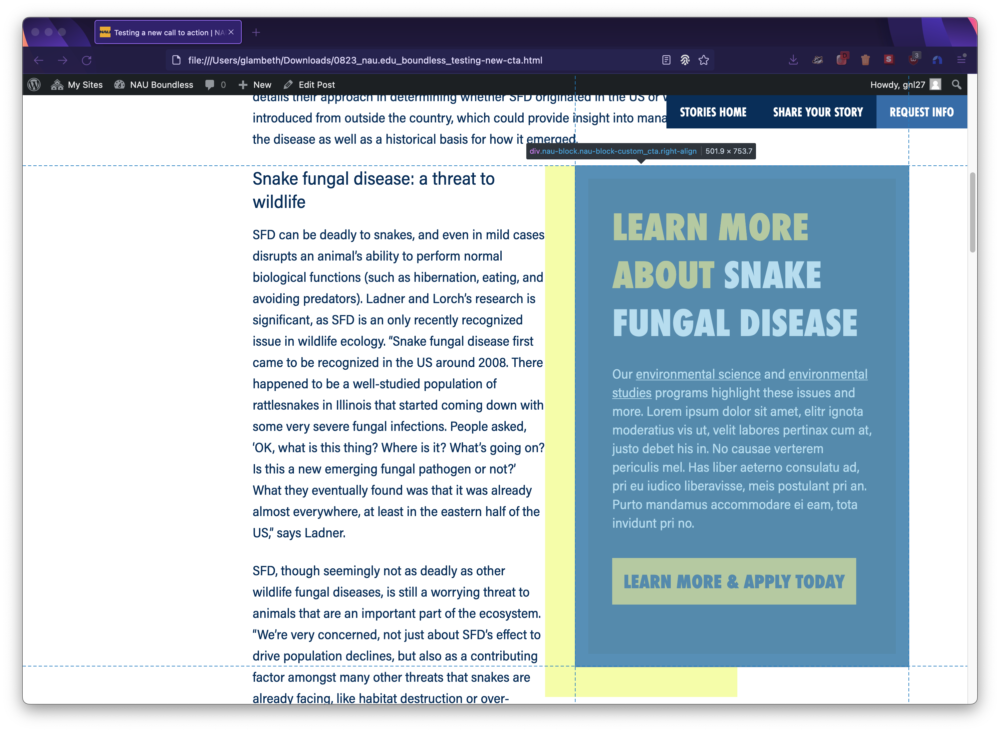 Testing a new call to action | NA
file:///Users/glambeth/Downloads/0823_nau.edu_boundless_testing-new-cta.html
3
My Sites
NAU Boundless
0
New
Edit Post
Howdy, gnl27
details their approach in determining whether SFD originated in the US or
introduced from outside the country, which could provide insight into mana
the disease as well as a historical basis for how it emerged.
STORIES HOME
SHARE YOUR STORY
REQUEST INFO
div.nau-block.nau-block-custom_cta.right-align
501.9 × 753.7
Snake fungal disease: a threat to
wildlife
SFD can be deadly to snakes, and even in mild cases
disrupts an animal’s ability to perform normal
biological functions (such as hibernation, eating, and
avoiding predators). Ladner and Lorch’s research is
significant, as SFD is an only recently recognized
issue in wildlife ecology. “Snake fungal disease first
came to be recognized in the US around 2008. There
happened to be a well-studied population of
rattlesnakes in Illinois that started coming down with
some very severe fungal infections. People asked,
‘OK, what is this thing? Where is it? What’s going on?
Is this a new emerging fungal pathogen or not?’
What they eventually found was that it was already
almost everywhere, at least in the eastern half of the
US,” says Ladner.
SFD, though seemingly not as deadly as other
wildlife fungal diseases, is still a worrying threat to
animals that are an important part of the ecosystem.
“We’re very concerned, not just about SFD’s effect to
drive population declines, but also as a contributing
factor amongst many other threats that snakes are
already facing, like habitat destruction or over-
LEARN MORE
ABOUT SNAKE
FUNGAL DISEASE
Our environmental science and environmental
studies programs highlight these issues and
more. Lorem ipsum dolor sit amet, elitr ignota
moderatius vis ut, velit labores pertinax cum at,
justo debet his in. No causae verterem
periculis mel. Has liber aeterno consulatu ad,
pri eu iudico liberavisse, meis postulant pri an.
Purto mandamus accommodare ei eam, tota
invidunt pri no.
LEARN MORE & APPLY TODAY